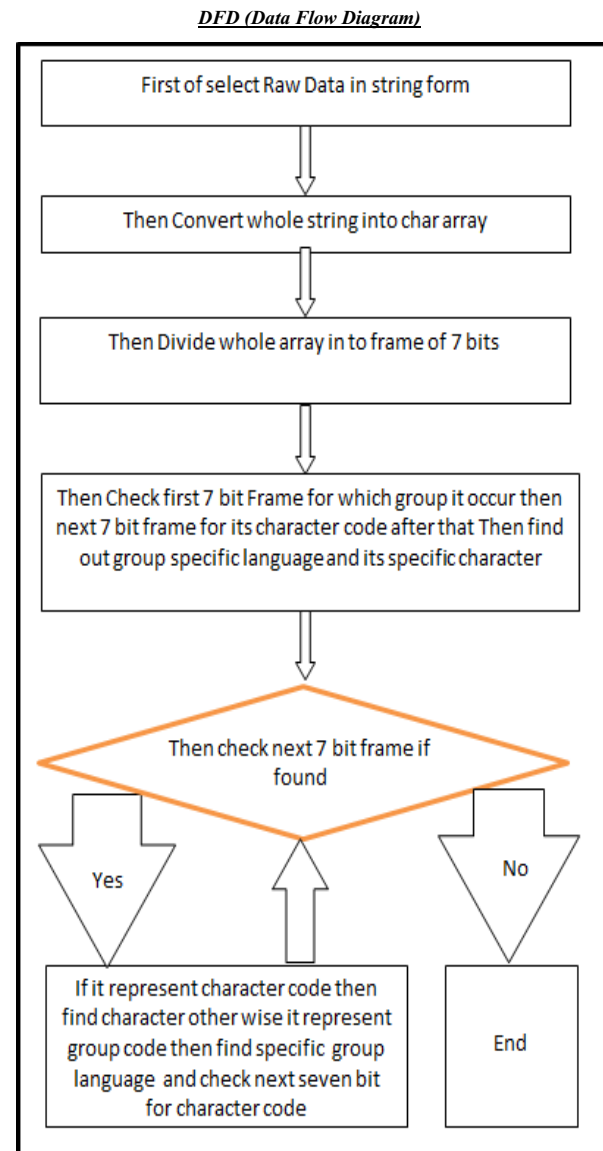 DFD (Data Flow Diagram)
First of select Raw Data in string form
Then Convert whole string into char array
Then Divide whole array in to frame of 7 bits
Then Check first 7 bit Frame for which group it occur then
next 7 bit frame for its character code after that Then find
out group specific language and its specific character
Then check next 7 bit frame if
found
Yes
No
If it represent character code then
find character other wise it represent
group code then find specific group
language and check next seven bit
for character code
End